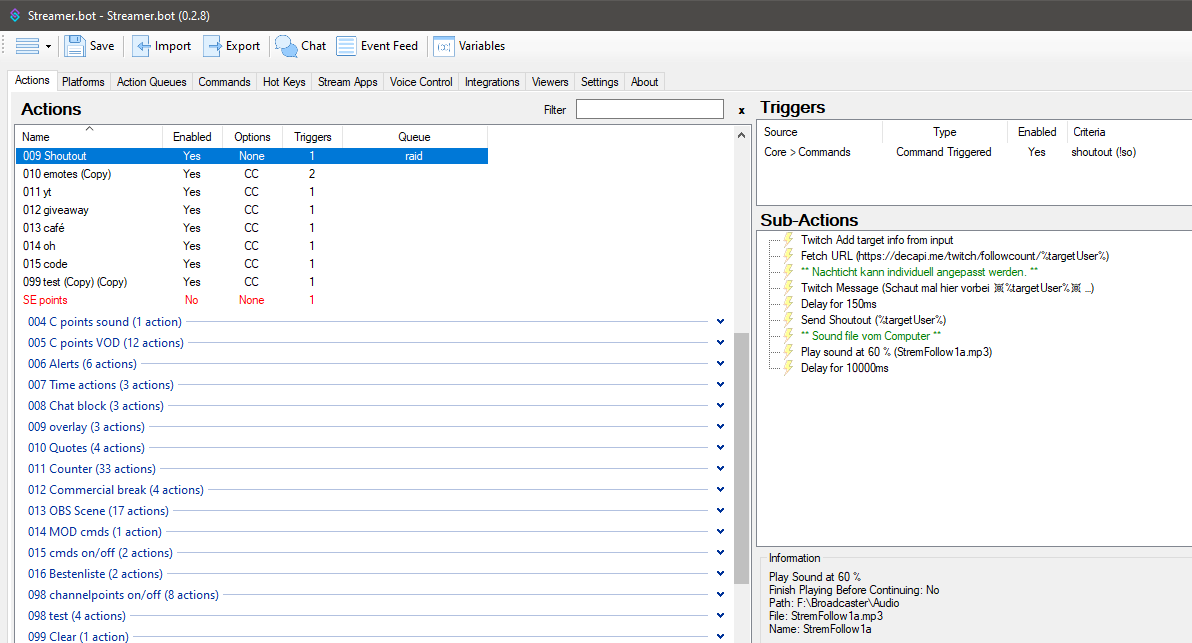 Streamer.bot - Streamer.bot (0.2.8)
Save Import Export Chat Event Feed Variables
Actions Platforms Action Queues Commands Hot Keys Stream Apps Voice Control Integrations Viewers Settings About
Actions Filter x
Name Enabled Options Triggers Queue
009 Shoutout Yes None 1 raid
010 emotes (Copy) Yes CC 2
011 yt Yes CC 1
012 giveaway Yes CC 1
013 café Yes CC 1
014 oh Yes CC 1
015 code Yes CC 1
099 test (Copy) (Copy) Yes CC 1
SE points No None 1
004 C points sound (1 action)
005 C points VOD (12 actions)
006 Alerts (6 actions)
007 Time actions (3 actions)
008 Chat block (3 actions)
009 overlay (3 actions)
010 Quotes (4 actions)
011 Counter (33 actions)
012 Commercial break (4 actions)
013 OBS Scene (17 actions)
014 MOD cmds (1 action)
015 cmds on/off (2 actions)
016 Bestenliste (2 actions)
098 channelpoints on/off (8 actions)
098 test (4 actions)
099 Clear (1 action)
Triggers
Source Type Enabled Criteria
Core > Commands Command Triggered Yes shoutout (!so)
Sub-Actions
Twitch Add target info from input
Fetch URL (https://decapi.me/twitch/followcount/%targetUser%)
** Nachticht kann individuell angepasst werden. **
Twitch Message (Schaut mal hier vorbei %targetUser% ...)
Delay for 150ms
Send Shoutout (%targetUser%)
** Sound file vom Computer **
Play sound at 60 % (StremFollow1a.mp3)
Delay for 10000ms
Information
Play Sound at 60 %
Finish Playing Before Continuing: No
Path: F:\Broadcaster\Audio
File: StremFollow1a.mp3
Name: StremFollow1a